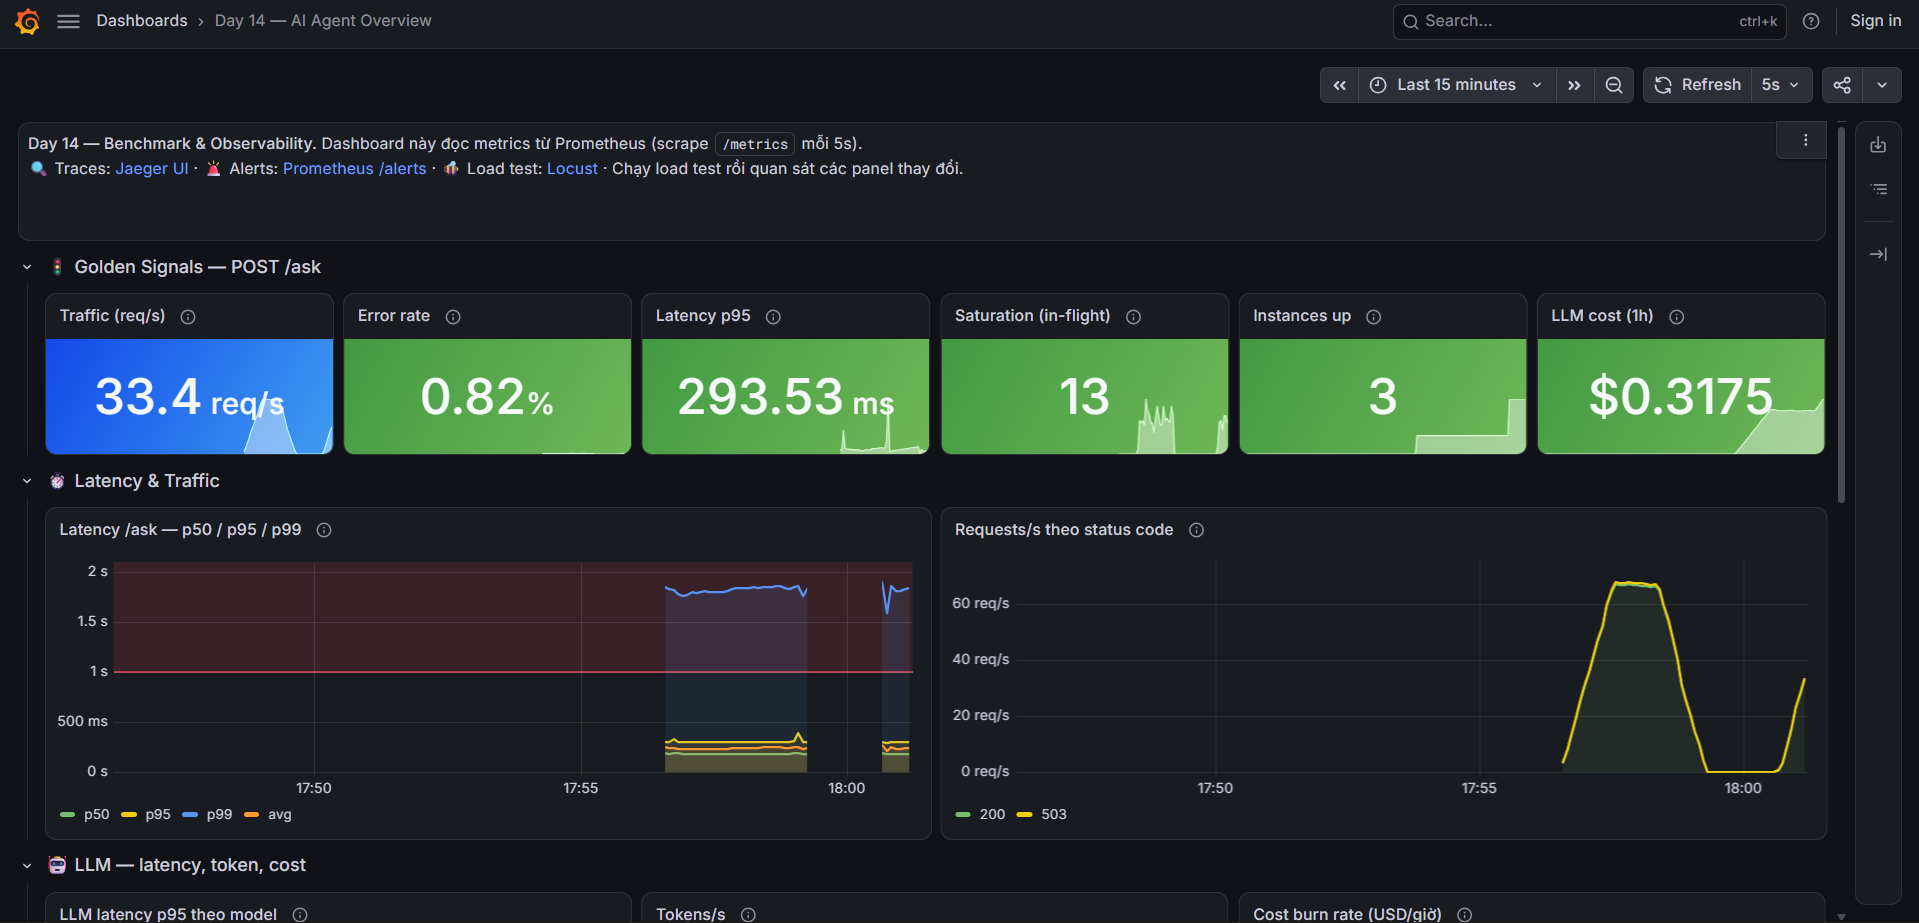 Dashboards › Day 14 — AI Agent Overview
Search... ctrl+k
Sign in
Last 15 minutes
Refresh 5s
Day 14 — Benchmark & Observability. Dashboard này đọc metrics từ Prometheus (scrape /metrics mỗi 5s).
Traces: Jaeger UI · Alerts: Prometheus /alerts · Load test: Locust · Chạy load test rồi quan sát các panel thay đổi.
Golden Signals — POST /ask
Traffic (req/s)
33.4 req/s
Error rate
0.82%
Latency p95
293.53 ms
Saturation (in-flight)
13
Instances up
3
LLM cost (1h)
$0.3175
Latency & Traffic
Latency /ask — p50 / p95 / p99
2 s
1.5 s
1 s
500 ms
0 s
17:50 17:55 18:00
p50 p95 p99 avg
Requests/s theo status code
60 req/s
40 req/s
20 req/s
0 req/s
17:50 17:55 18:00
200 503
LLM — latency, token, cost
LLM latency p95 theo model
Tokens/s
Cost burn rate (USD/giờ)